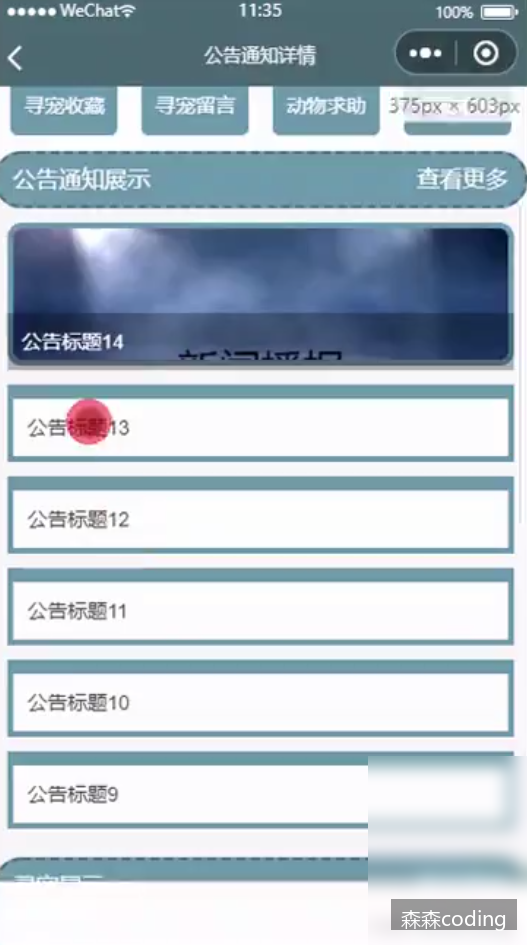 WeChat 11:35 100%
公告通知详情
寻宠收藏 寻宠留言 动物求助 375px × 603px
公告通知展示 查看更多
公告标题14
公告标题13
公告标题12
公告标题11
公告标题10
公告标题9
森森coding